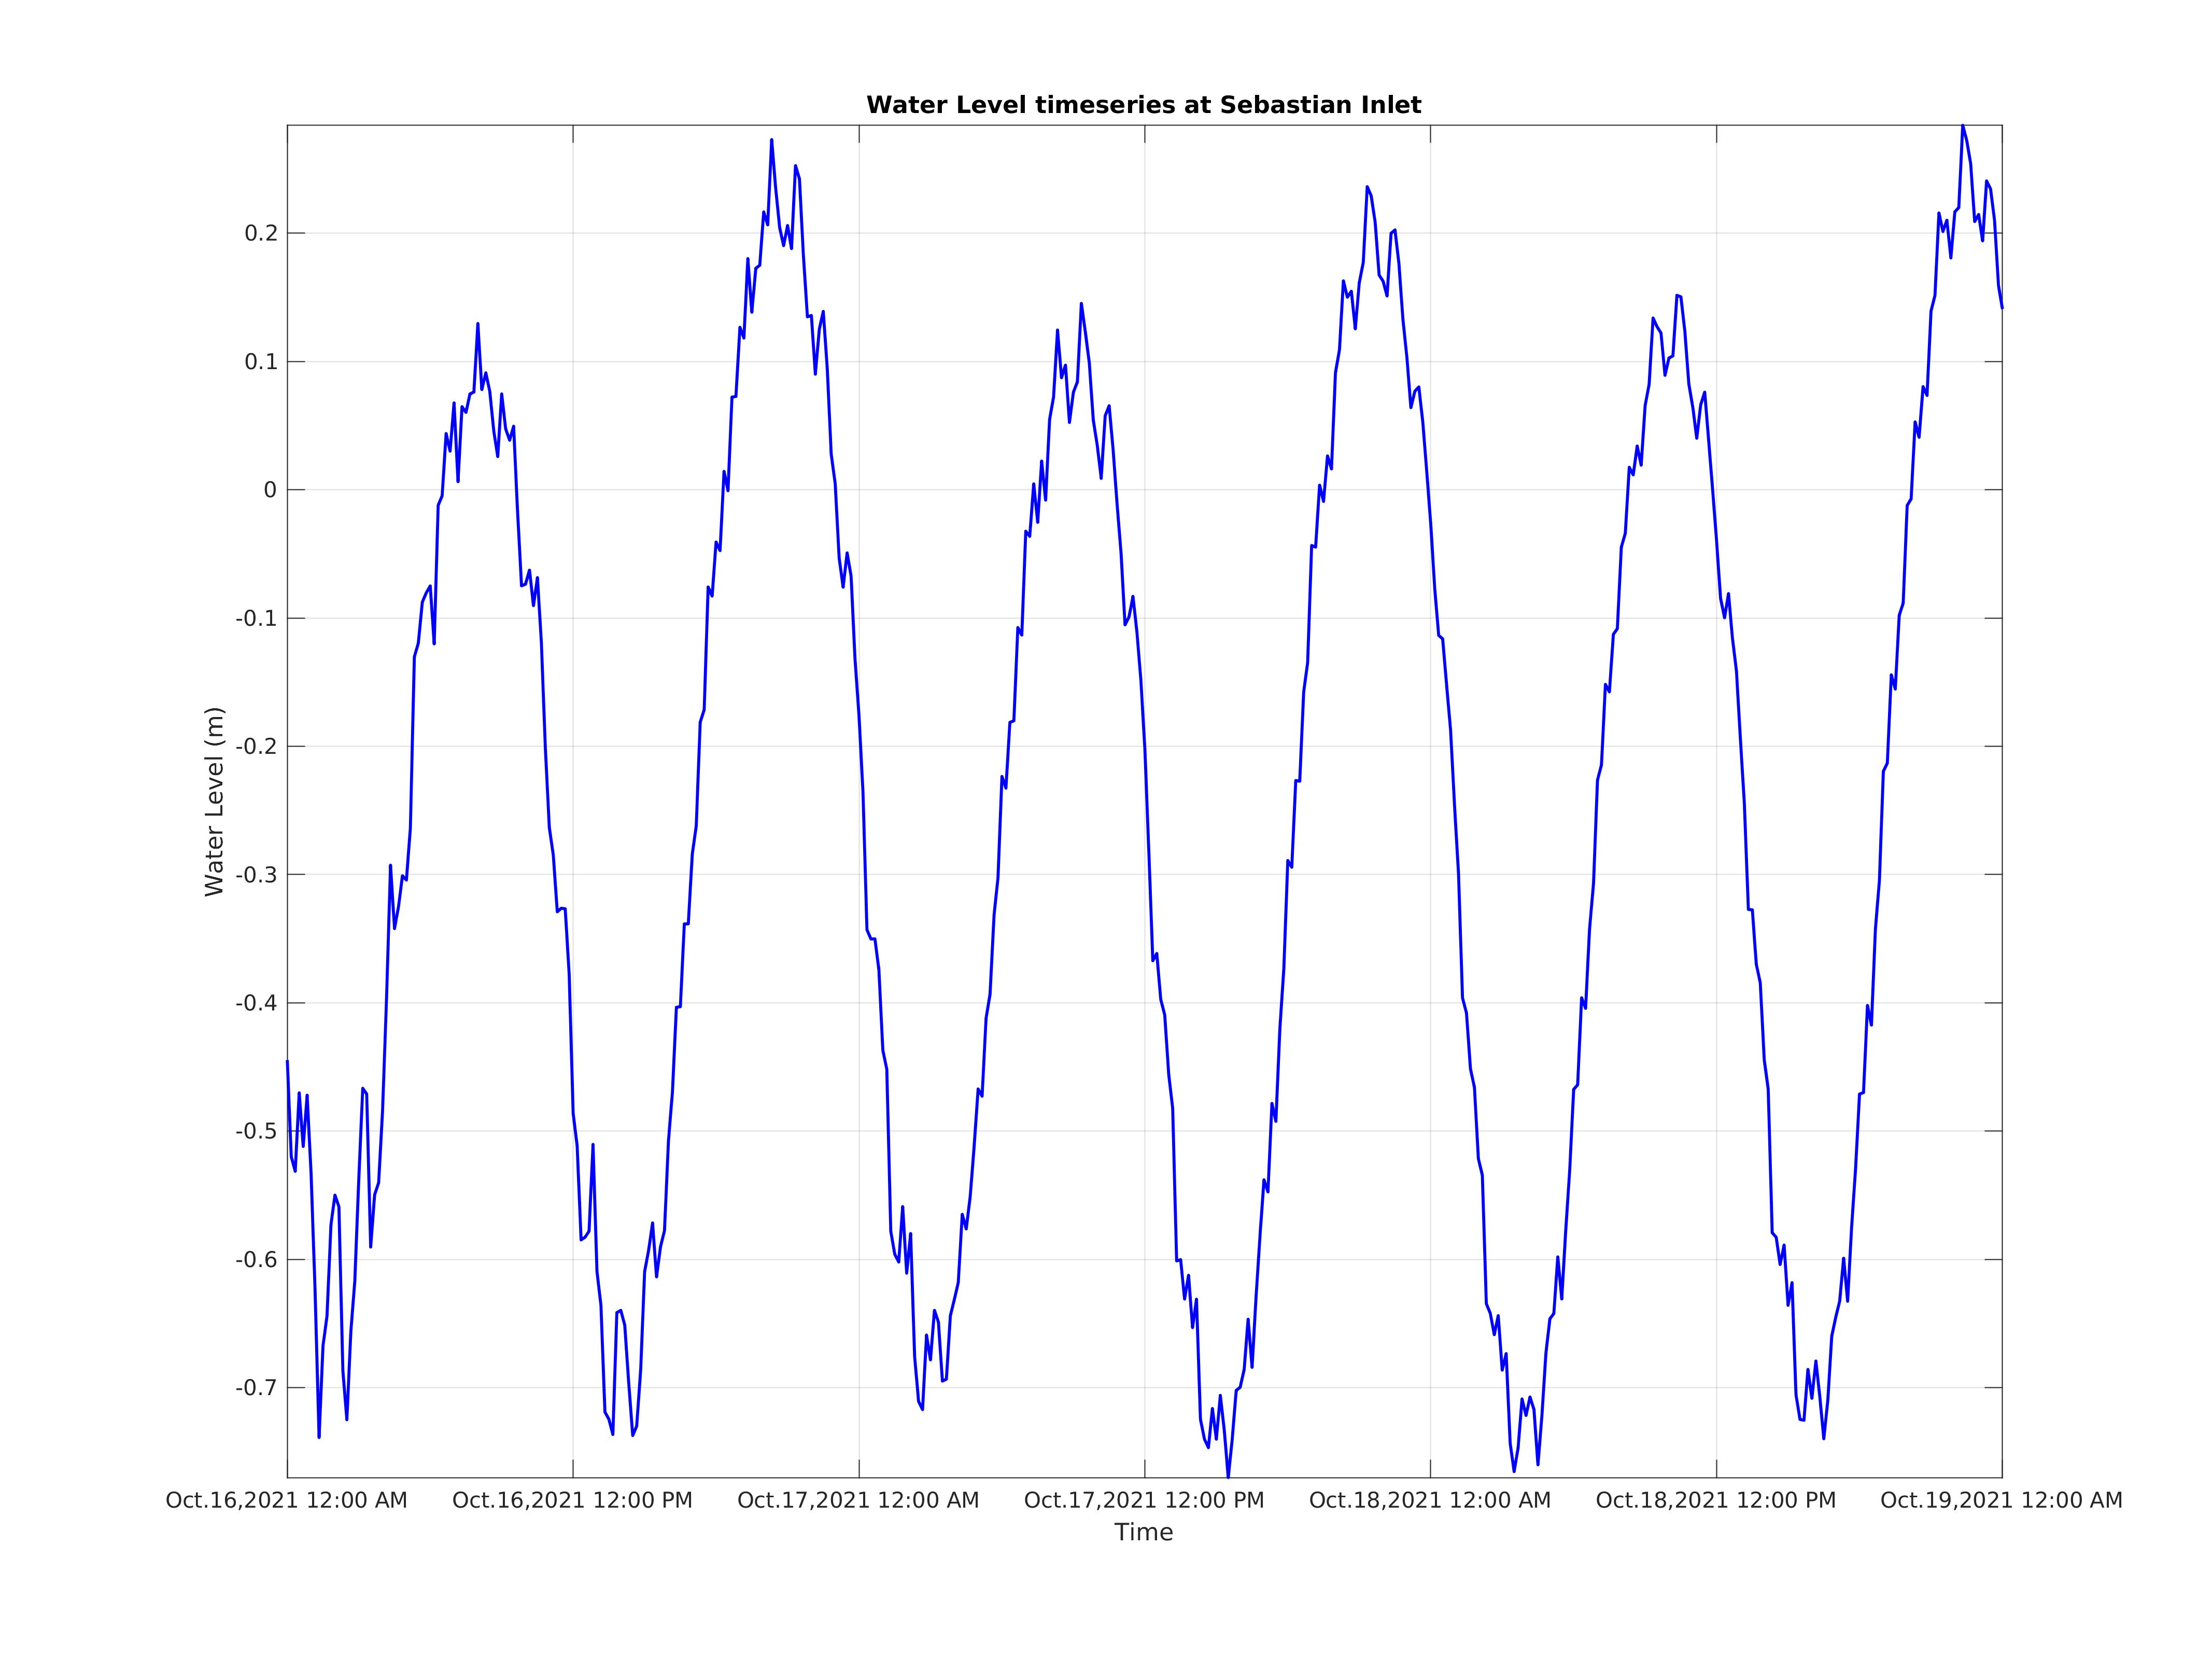 Water Level timeseries at Sebastian Inlet
0.2
0.1
0
-0.1
-0.2
-0.3
-0.4
-0.5
-0.6
-0.7
Water Level (m)
Oct.16,2021 12:00 AM Oct.16,2021 12:00 PM Oct.17,2021 12:00 AM Oct.17,2021 12:00 PM Oct.18,2021 12:00 AM Oct.18,2021 12:00 PM Oct.19,2021 12:00 AM
Time